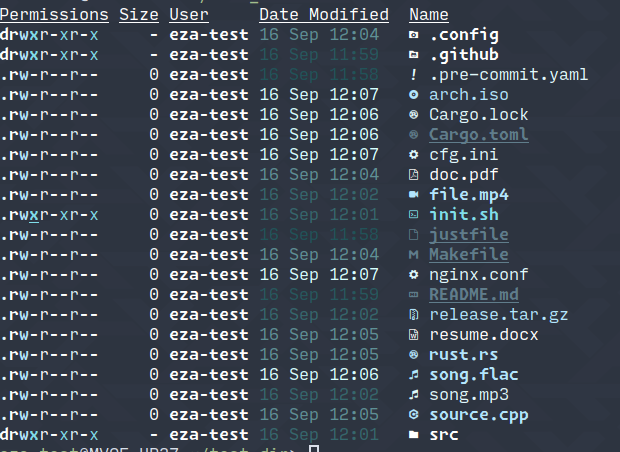 Permissions Size User Date Modified Name
drwxr-xr-x - eza-test 16 Sep 12:04 .config
drwxr-xr-x - eza-test 16 Sep 11:59 .github
.rw-r--r-- 0 eza-test 16 Sep 11:58 .pre-commit.yaml
.rw-r--r-- 0 eza-test 16 Sep 12:07 arch.iso
.rw-r--r-- 0 eza-test 16 Sep 12:06 Cargo.lock
.rw-r--r-- 0 eza-test 16 Sep 12:06 Cargo.toml
.rw-r--r-- 0 eza-test 16 Sep 12:07 cfg.ini
.rw-r--r-- 0 eza-test 16 Sep 12:04 doc.pdf
.rw-r--r-- 0 eza-test 16 Sep 12:02 file.mp4
.rwxr-xr-x 0 eza-test 16 Sep 12:01 init.sh
.rw-r--r-- 0 eza-test 16 Sep 11:58 justfile
.rw-r--r-- 0 eza-test 16 Sep 12:04 Makefile
.rw-r--r-- 0 eza-test 16 Sep 12:07 nginx.conf
.rw-r--r-- 0 eza-test 16 Sep 11:59 README.md
.rw-r--r-- 0 eza-test 16 Sep 12:02 release.tar.gz
.rw-r--r-- 0 eza-test 16 Sep 12:05 resume.docx
.rw-r--r-- 0 eza-test 16 Sep 12:05 rust.rs
.rw-r--r-- 0 eza-test 16 Sep 12:06 song.flac
.rw-r--r-- 0 eza-test 16 Sep 12:02 song.mp3
.rw-r--r-- 0 eza-test 16 Sep 12:05 source.cpp
drwxr-xr-x - eza-test 16 Sep 12:01 src